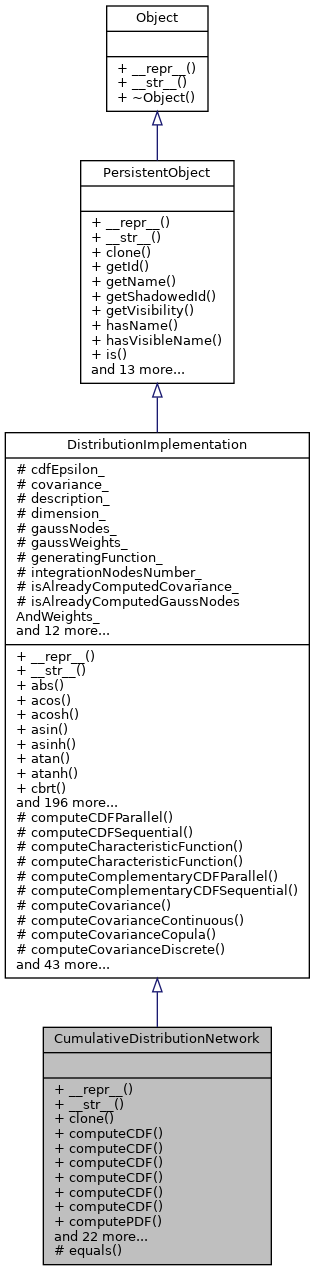 Object
+ __repr__()
+ __str__()
+ ~Object()
PersistentObject
+ __repr__()
+ __str__()
+ clone()
+ getId()
+ getName()
+ getShadowedId()
+ getVisibility()
+ hasName()
+ hasVisibleName()
+ is()
and 13 more...
DistributionImplementation
# cdfEpsilon_
# covariance_
# description_
# dimension_
# gaussNodes_
# gaussWeights_
# generatingFunction_
# integrationNodesNumber_
# isAlreadyComputedCovariance_
# isAlreadyComputedGaussNodes
AndWeights_
and 12 more...
+ __repr__()
+ __str__()
+ abs()
+ acos()
+ acosh()
+ asin()
+ asinh()
+ atan()
+ atanh()
+ cbrt()
and 196 more...
# computeCDFParallel()
# computeCDFSequential()
# computeCharacteristicFunction()
# computeCharacteristicFunction()
# computeComplementaryCDFParallel()
# computeComplementaryCDFSequential()
# computeCovariance()
# computeCovarianceContinuous()
# computeCovarianceCopula()
# computeCovarianceDiscrete()
and 43 more...
CumulativeDistributionNetwork
+ __repr__()
+ __str__()
+ clone()
+ computeCDF()
+ computeCDF()
+ computeCDF()
+ computeCDF()
+ computeCDF()
+ computeCDF()
+ computePDF()
and 22 more...
# equals()